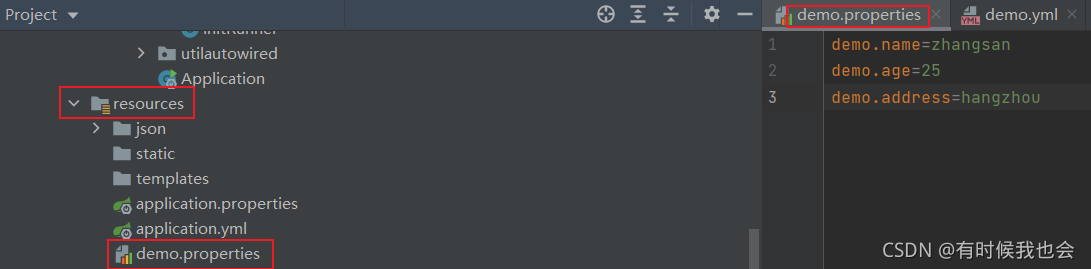 Project
InitRunner
utilautowired
Application
resources
json
static
templates
application.properties
application.yml
demo.properties
demo.properties
demo.yml
1 demo.name=zhangsan
2 demo.age=25
3 demo.address=hangzhou
CSDN @有时候我也会